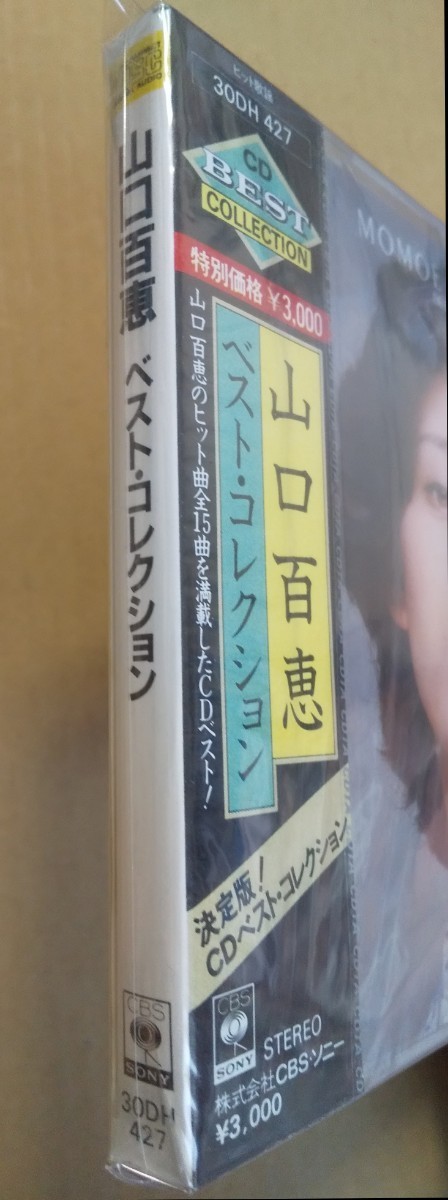 山口百恵 ベスト・コレクション
CBS
SONY
30DH
427
ヒット歌謡
30DH 427
CD
BEST
COLLECTION
特別価格 ¥3,000
山口百恵
ベスト・コレクション
山口百恵のヒット曲全15曲を満載したCDベスト!
決定版!
CDベスト・コレクション
CBS
SONY
STEREO
株式会社CBS・ソニー
¥3,000
MOMOE